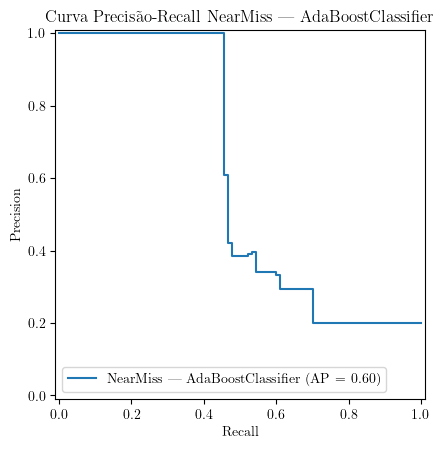 Curva Precisão-Recall NearMiss — AdaBoostClassifier
1.0
0.8
0.6
0.4
0.2
0.0
Precision
NearMiss — AdaBoostClassifier (AP = 0.60)
0.0 0.2 0.4 0.6 0.8 1.0
Recall